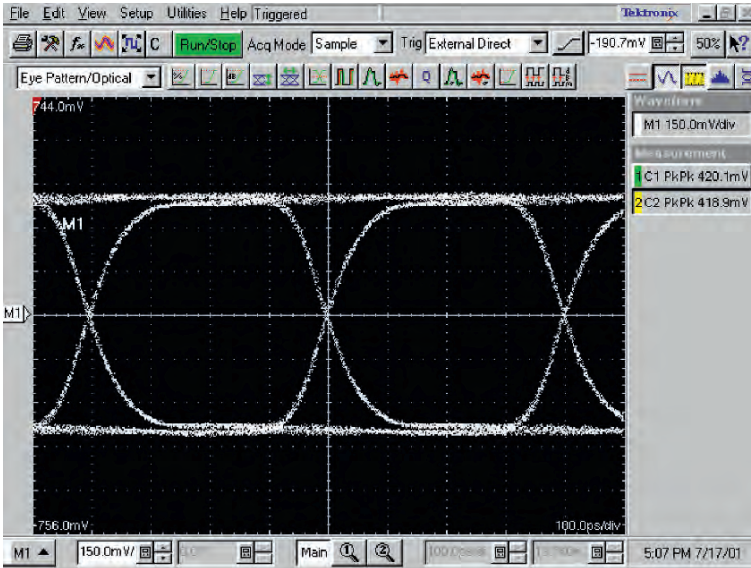 File Edit View Setup Utilities Help Triggered Tektronix
C Run/Stop Acq Mode Sample Trig External Direct -190.7mV 50%
Eye Pattern/Optical
744.0mV
M1
M1
-756.0mV 100.0ps/div
Waveform
M1 150.0mV/div
Measurement
1 C1 PkPk 420.1mV
2 C2 PkPk 418.9mV
M1 150.0mV/ Main 1 2 5:07 PM 7/17/01